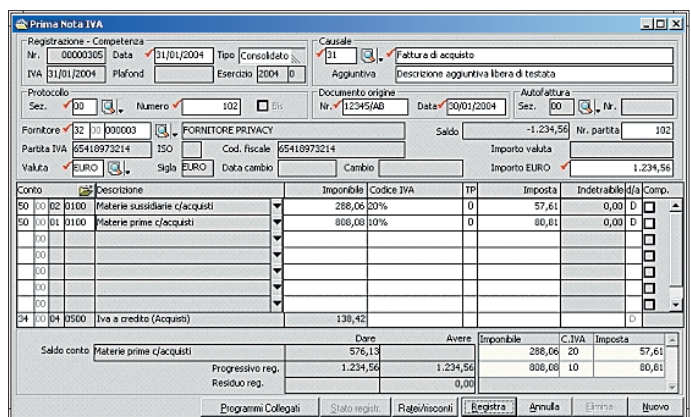 Prima Nota IVA
Registrazione - Competenza
Causale
Nr. 00000305 Data 31/01/2004 Tipo Consolidato
31 Fattura di acquisto
IVA 31/01/2004 Plafond Esercizio 2004 0
Aggiuntiva Descrizione aggiuntiva libera di testata
Protocollo
Documento origine
Autofattura
Sez. 00 Numero 102 Bis
Nr. 12345/AB Data 30/01/2004
Sez. 00 Nr.
Fornitore 32 00 000003 FORNITORE PRIVACY Saldo -1.234,56 Nr. partita 102
Partita IVA 65418973214 ISO Cod. fiscale 65418973214 Importo valuta
Valuta EURO Sigla EURO Data cambio Cambio Importo EURO 1.234,56
Conto Descrizione Imponibile Codice IVA TP Imposta Indetraibile d/a Comp.
50 00 02 0100 Materie sussidiarie c/acquisti 288,06 20% 0 57,61 0,00 D
50 00 01 0100 Materie prime c/acquisti 808,08 10% 0 80,81 0,00 D
00
00
00
00
00
34 00 04 0500 Iva a credito (Acquisti) 138,42 D
Dare Avere Imponibile C.IVA Imposta
Saldo conto Materie prime c/acquisti 576,13 288,06 20 57,61
Progressivo reg. 1.234,56 1.234,56 808,08 10 80,81
Residuo reg. 0,00
Programmi Collegati Stato registr. Ratei/risconti Registra Annulla Elimina Nuovo